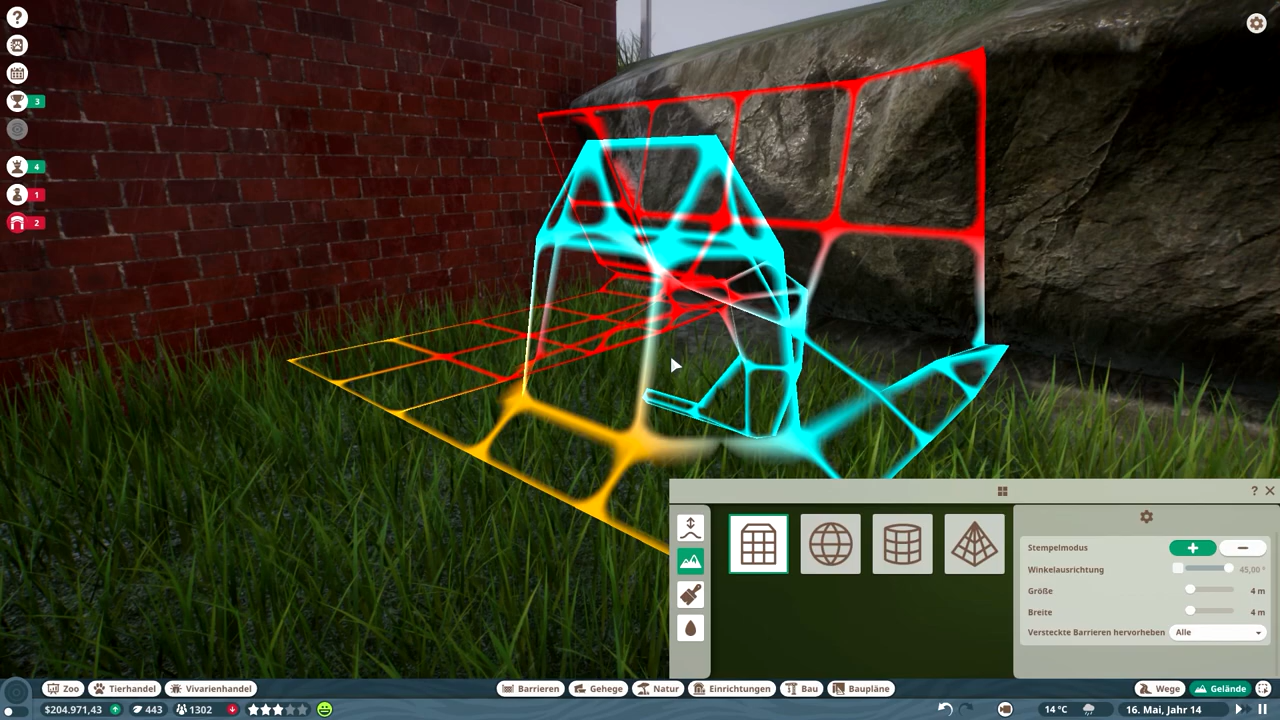 ?
3
4
1
2
? ×
Stempelmodus
Winkelausrichtung 45,00 °
Größe 4 m
Breite 4 m
Versteckte Barrieren hervorheben Alle
Zoo Tierhandel Vivarienhandel Barrieren Gehege Natur Einrichtungen Bau Baupläne Wege Gelände
$204.971,43 443 1302 14 °C 16. Mai, Jahr 14